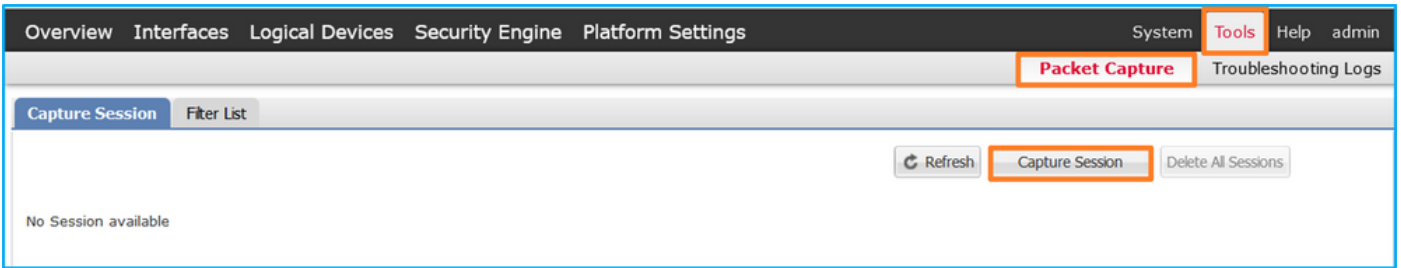 Overview Interfaces Logical Devices Security Engine Platform Settings System Tools Help admin
Packet Capture Troubleshooting Logs
Capture Session Filter List
Refresh Capture Session Delete All Sessions
No Session available